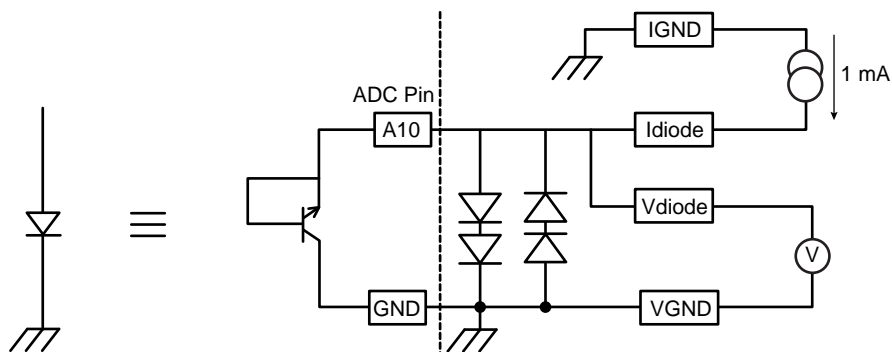 IGND
1 mA
ADC Pin
A10
Idiode
Vdiode
V
GND
VGND